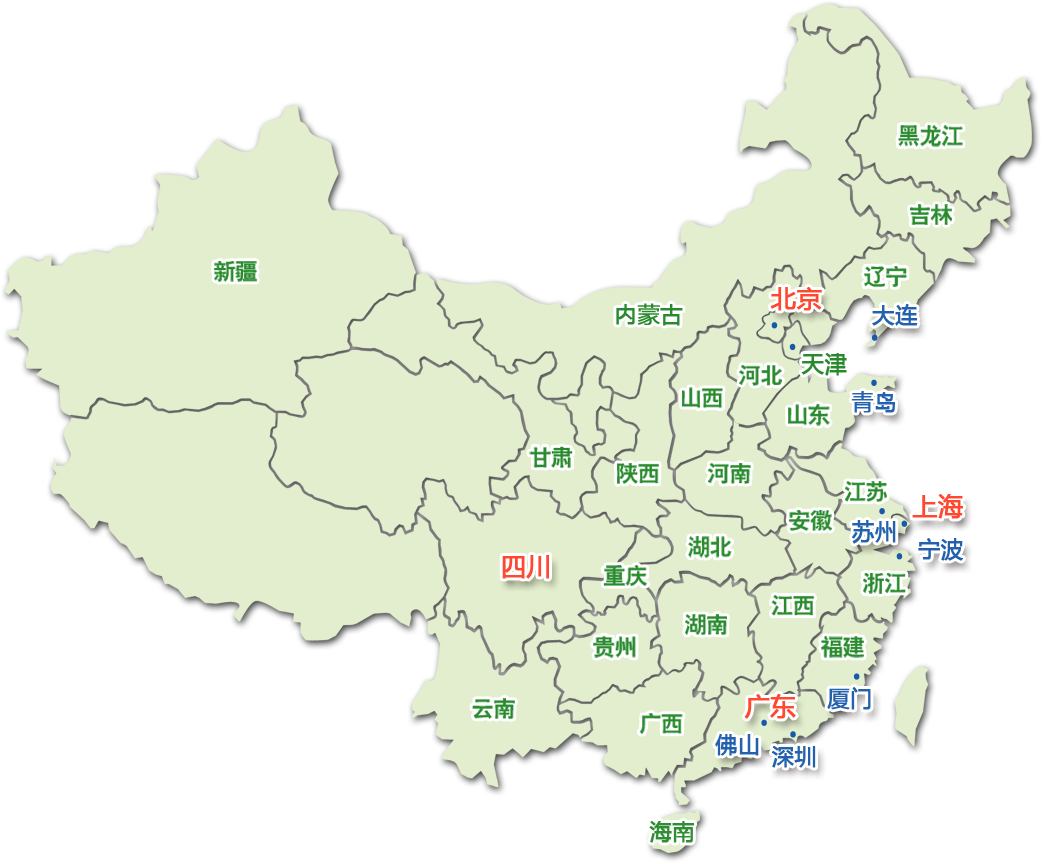 黑龙江
吉林
新疆
辽宁
北京
内蒙古
大连
天津
河北
山西
青岛
山东
甘肃
陕西
河南
江苏
上海
安徽
苏州
湖北
宁波
四川
重庆
浙江
江西
湖南
贵州
福建
厦门
广东
云南
广西
佛山
深圳
海南